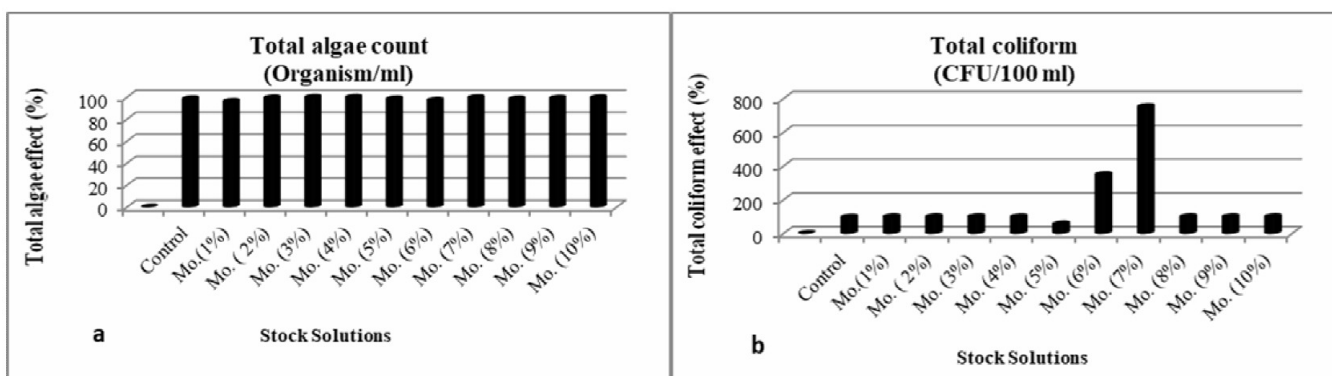 Total algae count
(Organism/ml)
Total algae effect (%)
100
80
60
40
20
0
Control
Mo.(1%)
Mo. ( 2%)
Mo. (3%)
Mo. (4%)
Mo. (5%)
Mo. (6%)
Mo. (7%)
Mo. (8%)
Mo. (9%)
Mo. (10%)
a
Stock Solutions
Total coliform
(CFU/100 ml)
Total coliform effect (%)
800
600
400
200
0
Control
Mo.(1%)
Mo. ( 2%)
Mo. (3%)
Mo. (4%)
Mo. (5%)
Mo. (6%)
Mo. (7%)
Mo. (8%)
Mo. (9%)
Mo. (10%)
b
Stock Solutions